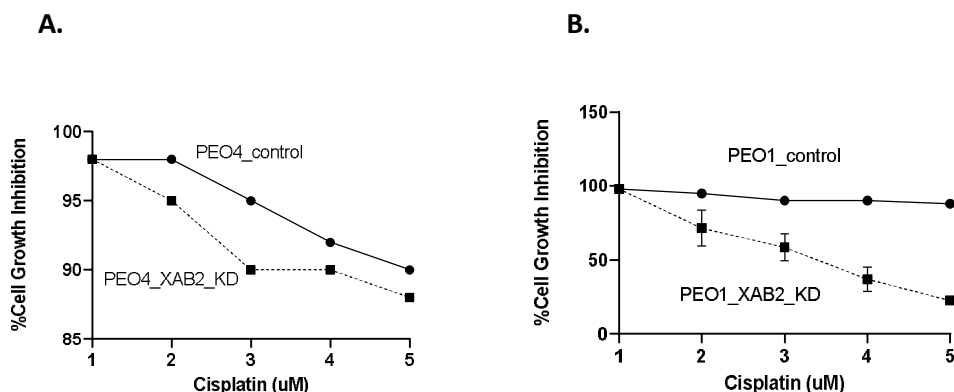 A.
%Cell Growth Inhibition
100
95
90
85
PEO4_control
PEO4_XAB2_KD
1 2 3 4 5
Cisplatin (uM)
B.
%Cell Growth Inhibition
150
100
50
0
PEO1_control
PEO1_XAB2_KD
1 2 3 4 5
Cisplatin (uM)